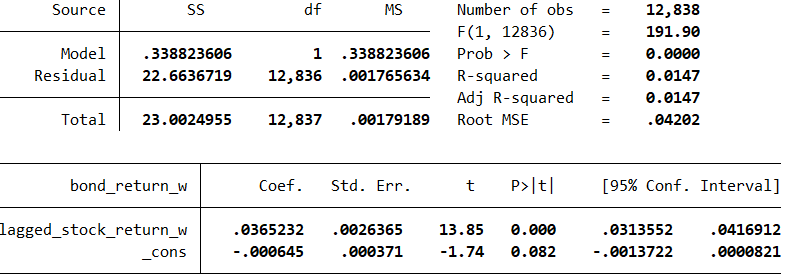 Source SS df MS Number of obs = 12,838
F(1, 12836) = 191.90
Model .338823606 1 .338823606 Prob > F = 0.0000
Residual 22.6636719 12,836 .001765634 R-squared = 0.0147
Adj R-squared = 0.0147
Total 23.0024955 12,837 .00179189 Root MSE = .04202
bond_return_w Coef. Std. Err. t P>|t| [95% Conf. Interval]
lagged_stock_return_w .0365232 .0026365 13.85 0.000 .0313552 .0416912
_cons -.000645 .000371 -1.74 0.082 -.0013722 .0000821